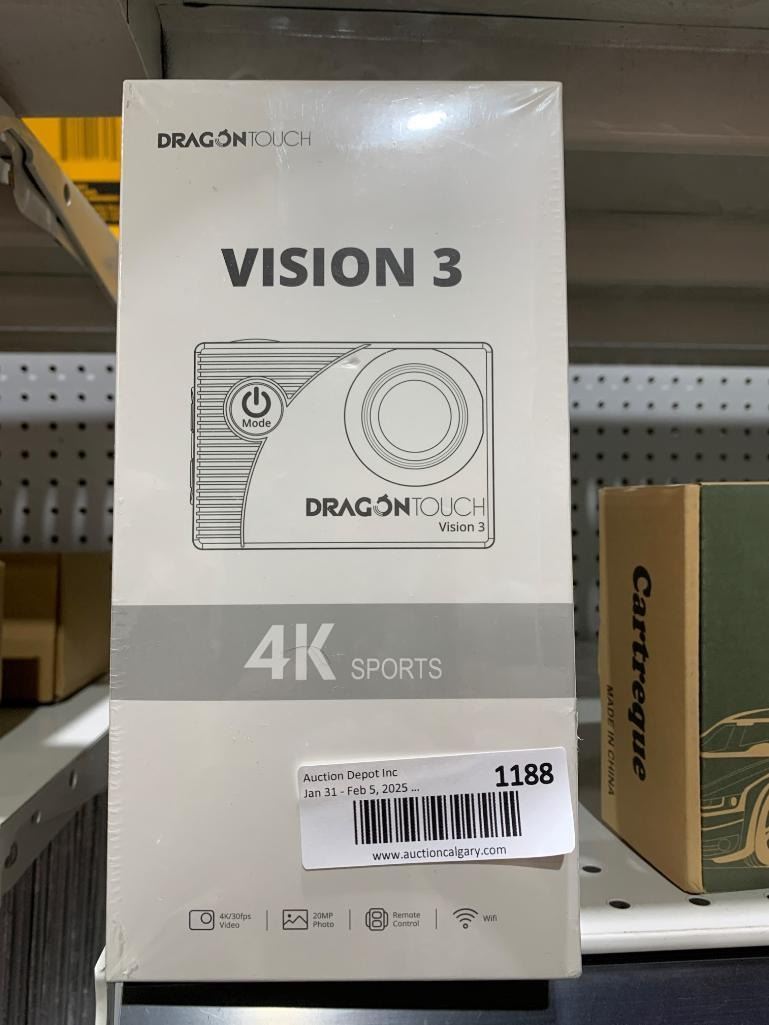 DRAGONTOUCH
VISION 3
Mode
DRAGONTOUCH
Vision 3
4K SPORTS
Auction Depot Inc
1188
Jan 31 - Feb 5, 2025 ...
www.auctioncalgary.com
4K/30fps
Video
20MP
Photo
Remote
Control
Wifi
Cartreque
MADE IN CHINA